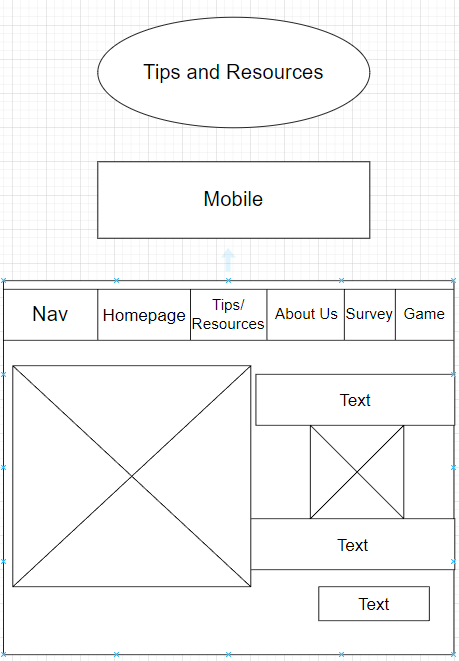 Tips and Resources
Mobile
Nav
Homepage
Tips/
Resources
About Us
Survey
Game
Text
Text
Text